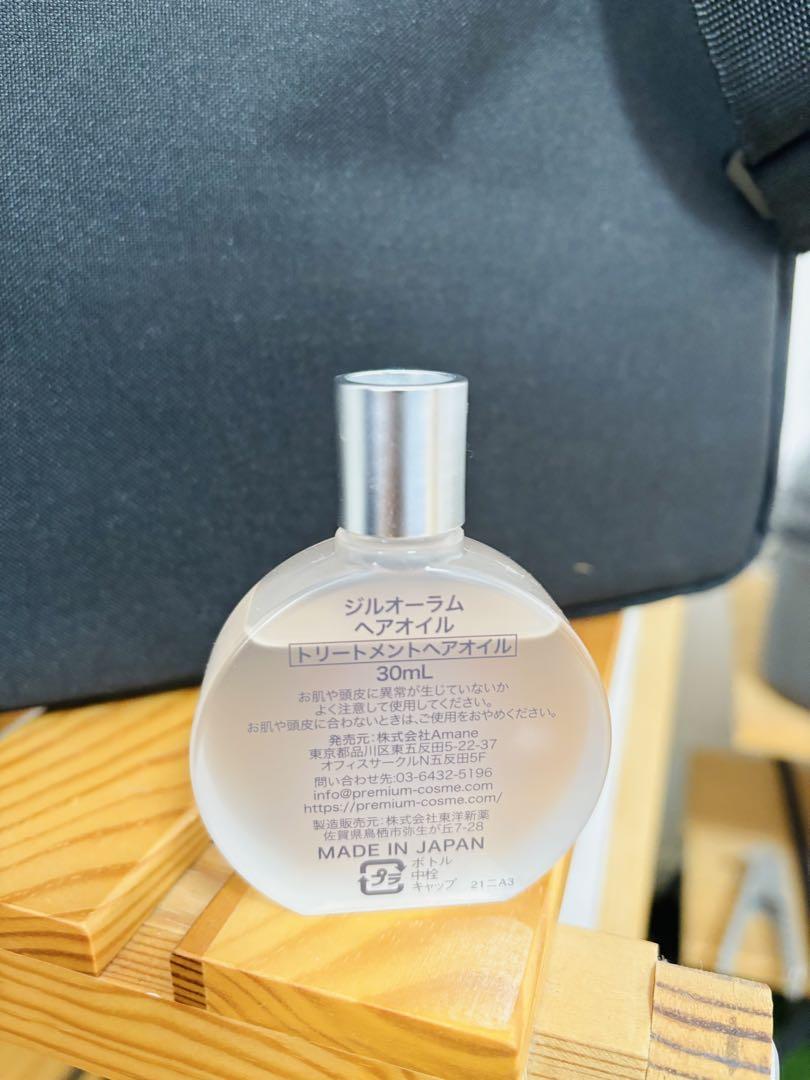 ジルオーラム
ヘアオイル
トリートメントヘアオイル
30mL
お肌や頭皮に異常が生じていないか
よく注意して使用してください。
お肌や頭皮に合わないときは、ご使用をおやめください。
発売元:株式会社Amane
東京都品川区東五反田5-22-37
オフィスサークルN五反田5F
問い合わせ先:03-6432-5196
info@premium-cosme.com
https://premium-cosme.com/
製造販売元:株式会社東洋新薬
佐賀県鳥栖市弥生が丘7-28
MADE IN JAPAN
プラ
ボトル
中栓
キャップ 21ニA3